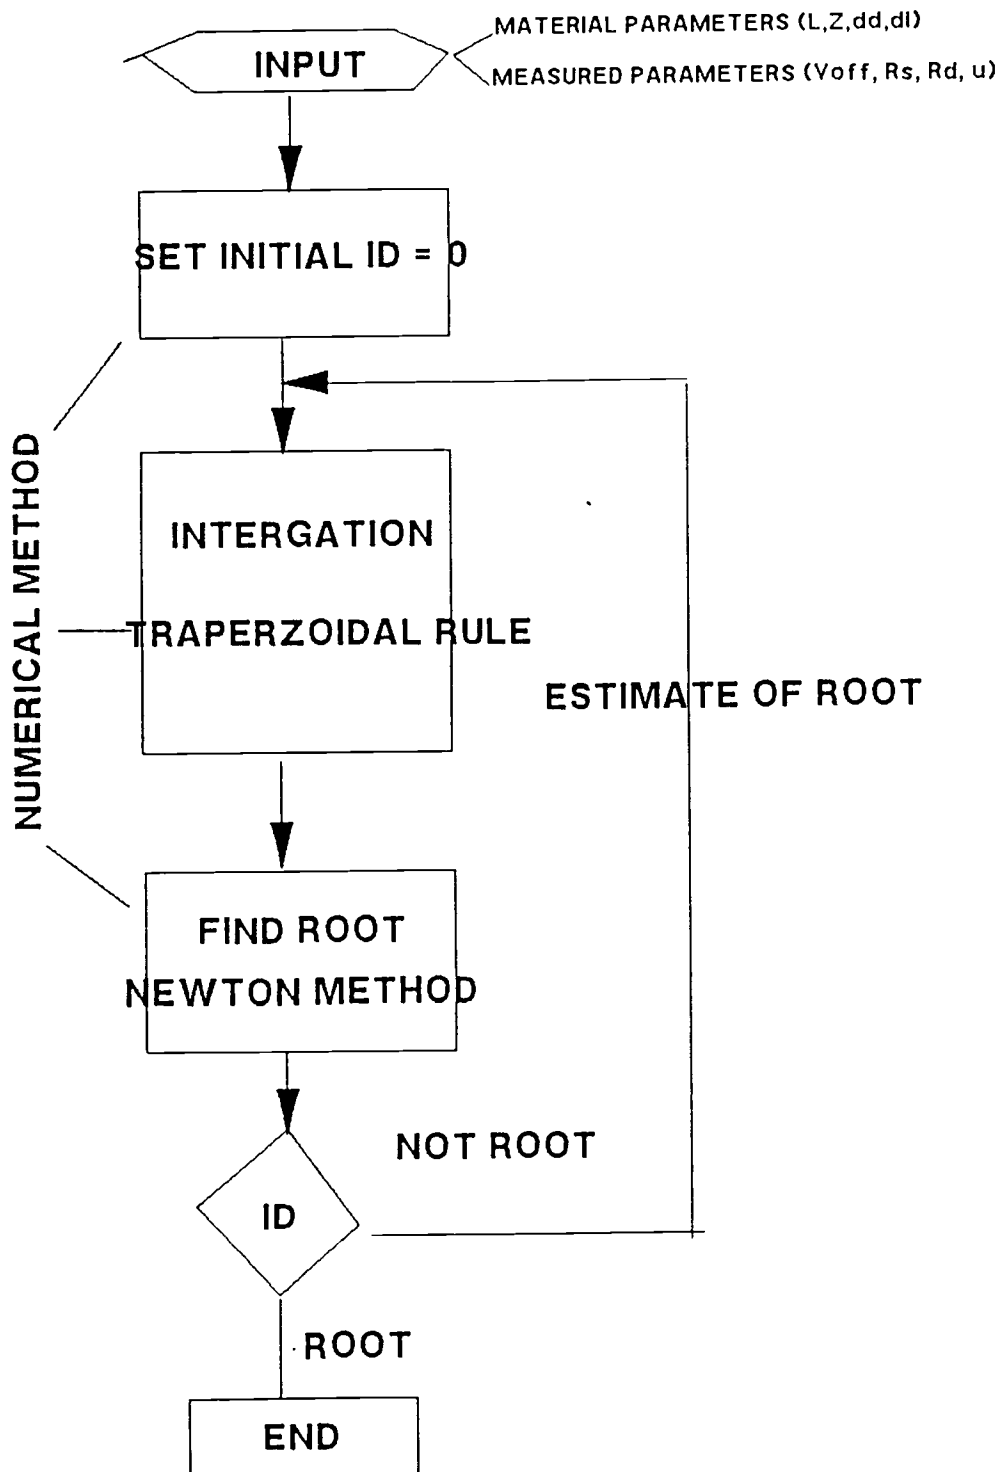 MATERIAL PARAMETERS (L,Z,dd,di)
INPUT
MEASURED PARAMETERS (Voff, Rs, Rd, u)
SET INITIAL ID = 0
NUMERICAL METHOD
INTERGATION
TRAPERZOIDAL RULE
ESTIMATE OF ROOT
FIND ROOT
NEWTON METHOD
NOT ROOT
ID
ROOT
END